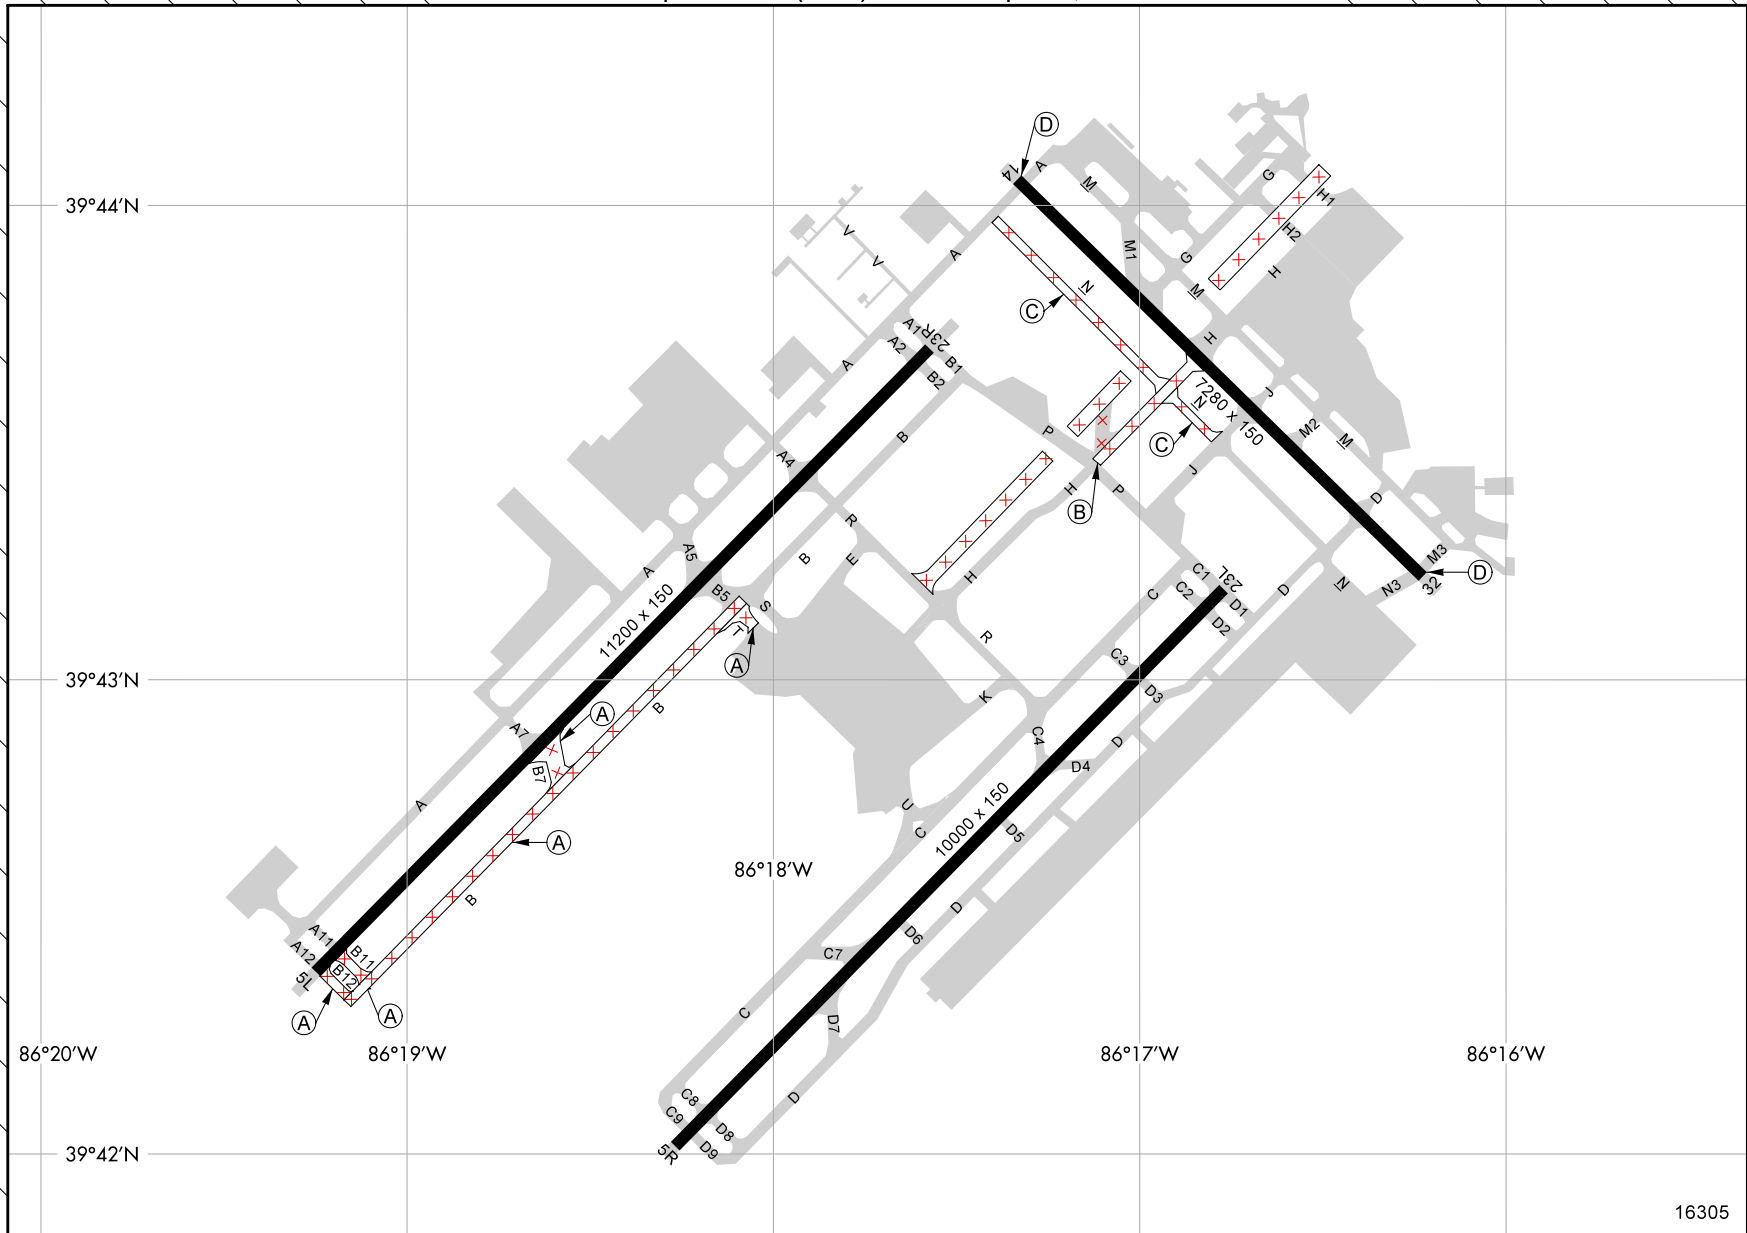 D
14
A
M
G
H1
39°44'N
V
V
A
M1
H2
G
H
M
N
C
A1
23R
A2
B1
B2
A
H
7280 X 150
N
J
C
M2
M
B
P
A4
J
H
P
B
D
R
E
B
A5
A
H
B5
S
T
11200 X 150
A
C1
23L
C2
C
D1
D2
D
N
N3
M3
32
D
R
C3
39°43'N
D3
K
B
A
A7
B7
C4
D
D4
A
A
U
C
10000 X 150
D5
86°18'W
B
D
D6
A11
A12
B11
B12
5L
C7
A
A
C
D7
86°20'W
86°19'W
86°17'W
86°16'W
C8
C9
D
D8
D9
5R
39°42'N
16305